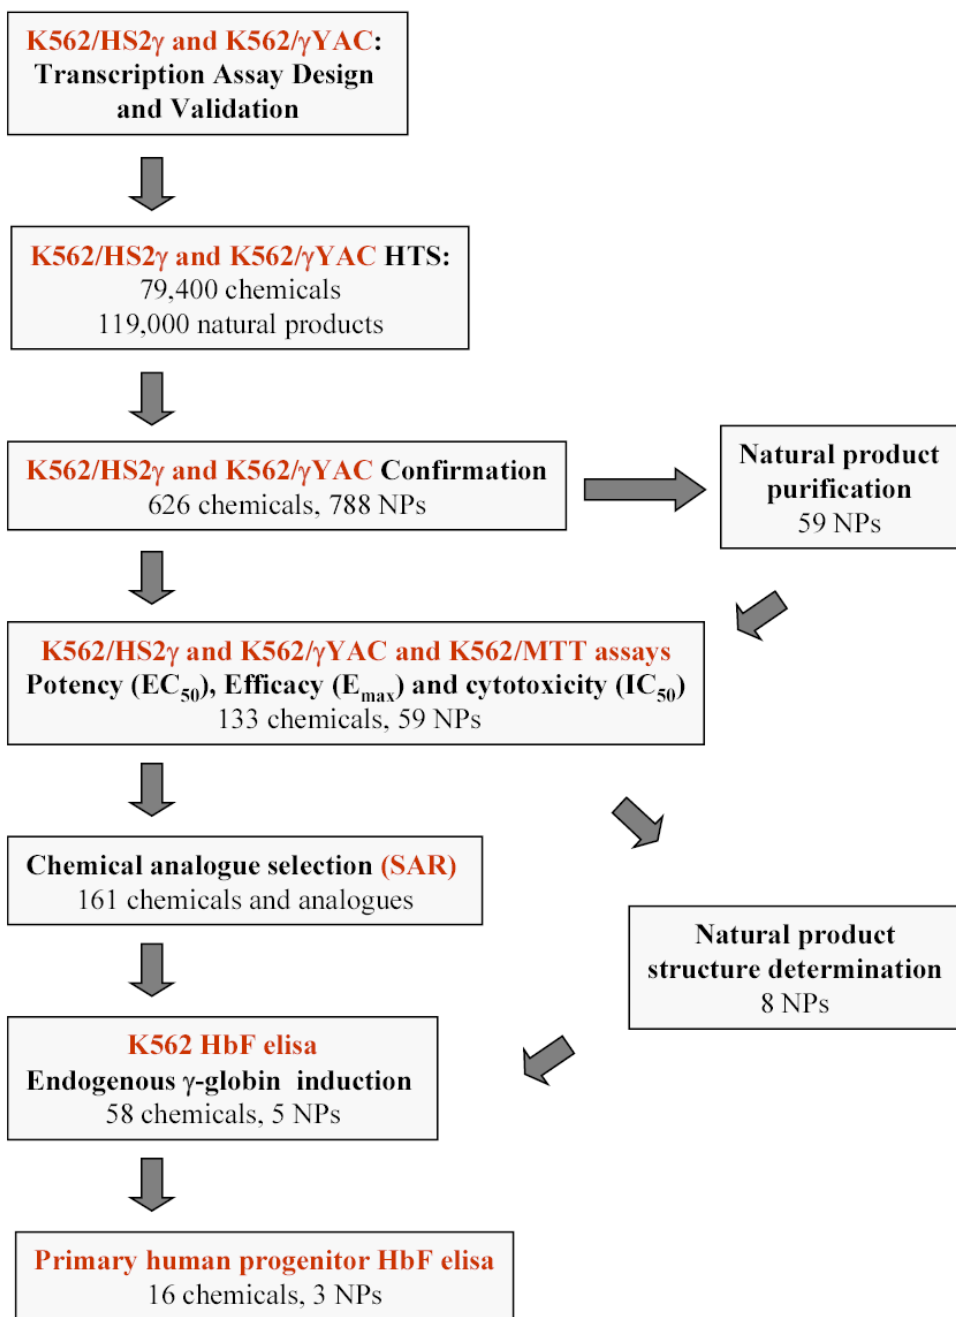 K562/HS2γ and K562/γYAC:
Transcription Assay Design
and Validation
K562/HS2γ and K562/γYAC HTS:
79,400 chemicals
119,000 natural products
K562/HS2γ and K562/γYAC Confirmation
626 chemicals, 788 NPs
Natural product
purification
59 NPs
K562/HS2γ and K562/γYAC and K562/MTT assays
Potency (EC50), Efficacy (Emax) and cytotoxicity (IC50)
133 chemicals, 59 NPs
Chemical analogue selection (SAR)
161 chemicals and analogues
Natural product
structure determination
8 NPs
K562 HbF elisa
Endogenous γ-globin induction
58 chemicals, 5 NPs
Primary human progenitor HbF elisa
16 chemicals, 3 NPs